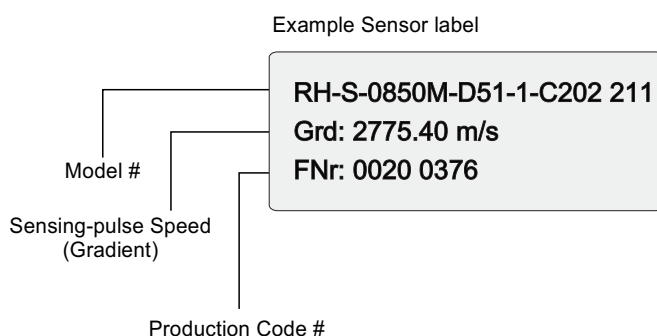 Example Sensor label
RH-S-0850M-D51-1-C202 211
Grd: 2775.40 m/s
FNr: 0020 0376
Model #
Sensing-pulse Speed
(Gradient)
Production Code #